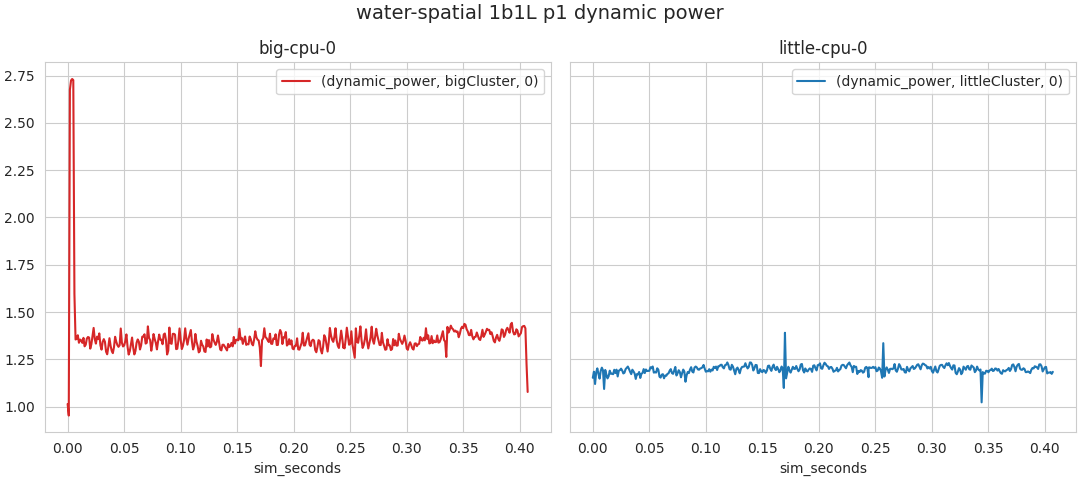 water-spatial 1b1L p1 dynamic power
big-cpu-0
(dynamic_power, bigCluster, 0)
2.75
2.50
2.25
2.00
1.75
1.50
1.25
1.00
0.00 0.05 0.10 0.15 0.20 0.25 0.30 0.35 0.40
sim_seconds
little-cpu-0
(dynamic_power, littleCluster, 0)
0.00 0.05 0.10 0.15 0.20 0.25 0.30 0.35 0.40
sim_seconds